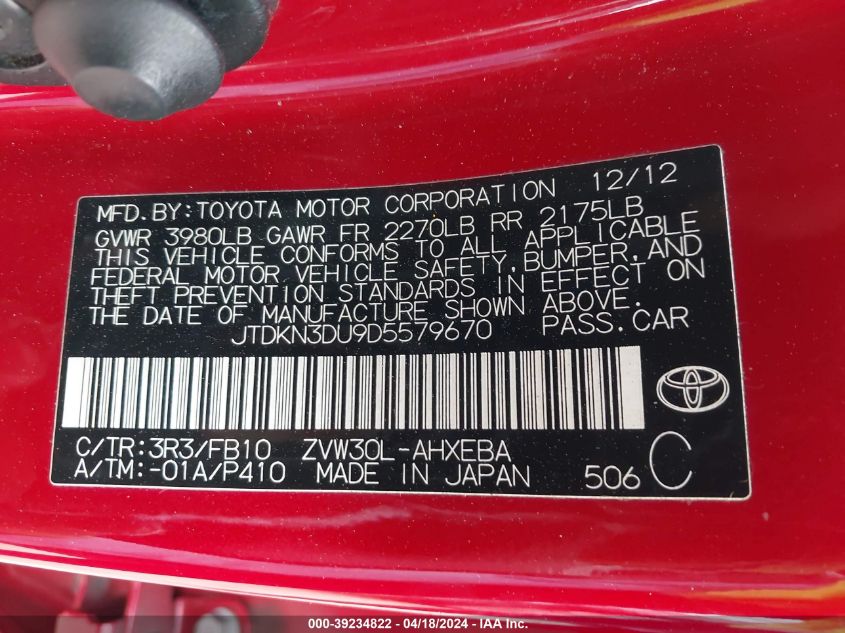 MFD. BY: TOYOTA MOTOR CORPORATION 12/12
GVWR 3980LB GAWR FR 2270LB RR 2175LB
THIS VEHICLE CONFORMS TO ALL APPLICABLE
FEDERAL MOTOR VEHICLE SAFETY, BUMPER, AND
THEFT PREVENTION STANDARDS IN EFFECT ON
THE DATE OF MANUFACTURE SHOWN ABOVE.
JTDKN3DU9D5579670 PASS. CAR
C/TR: 3R3/FB10 ZVW30L-AHXEBA
A/TM: -01A/P410 MADE IN JAPAN 506 C
000-39234822 - 04/18/2024 - IAA Inc.